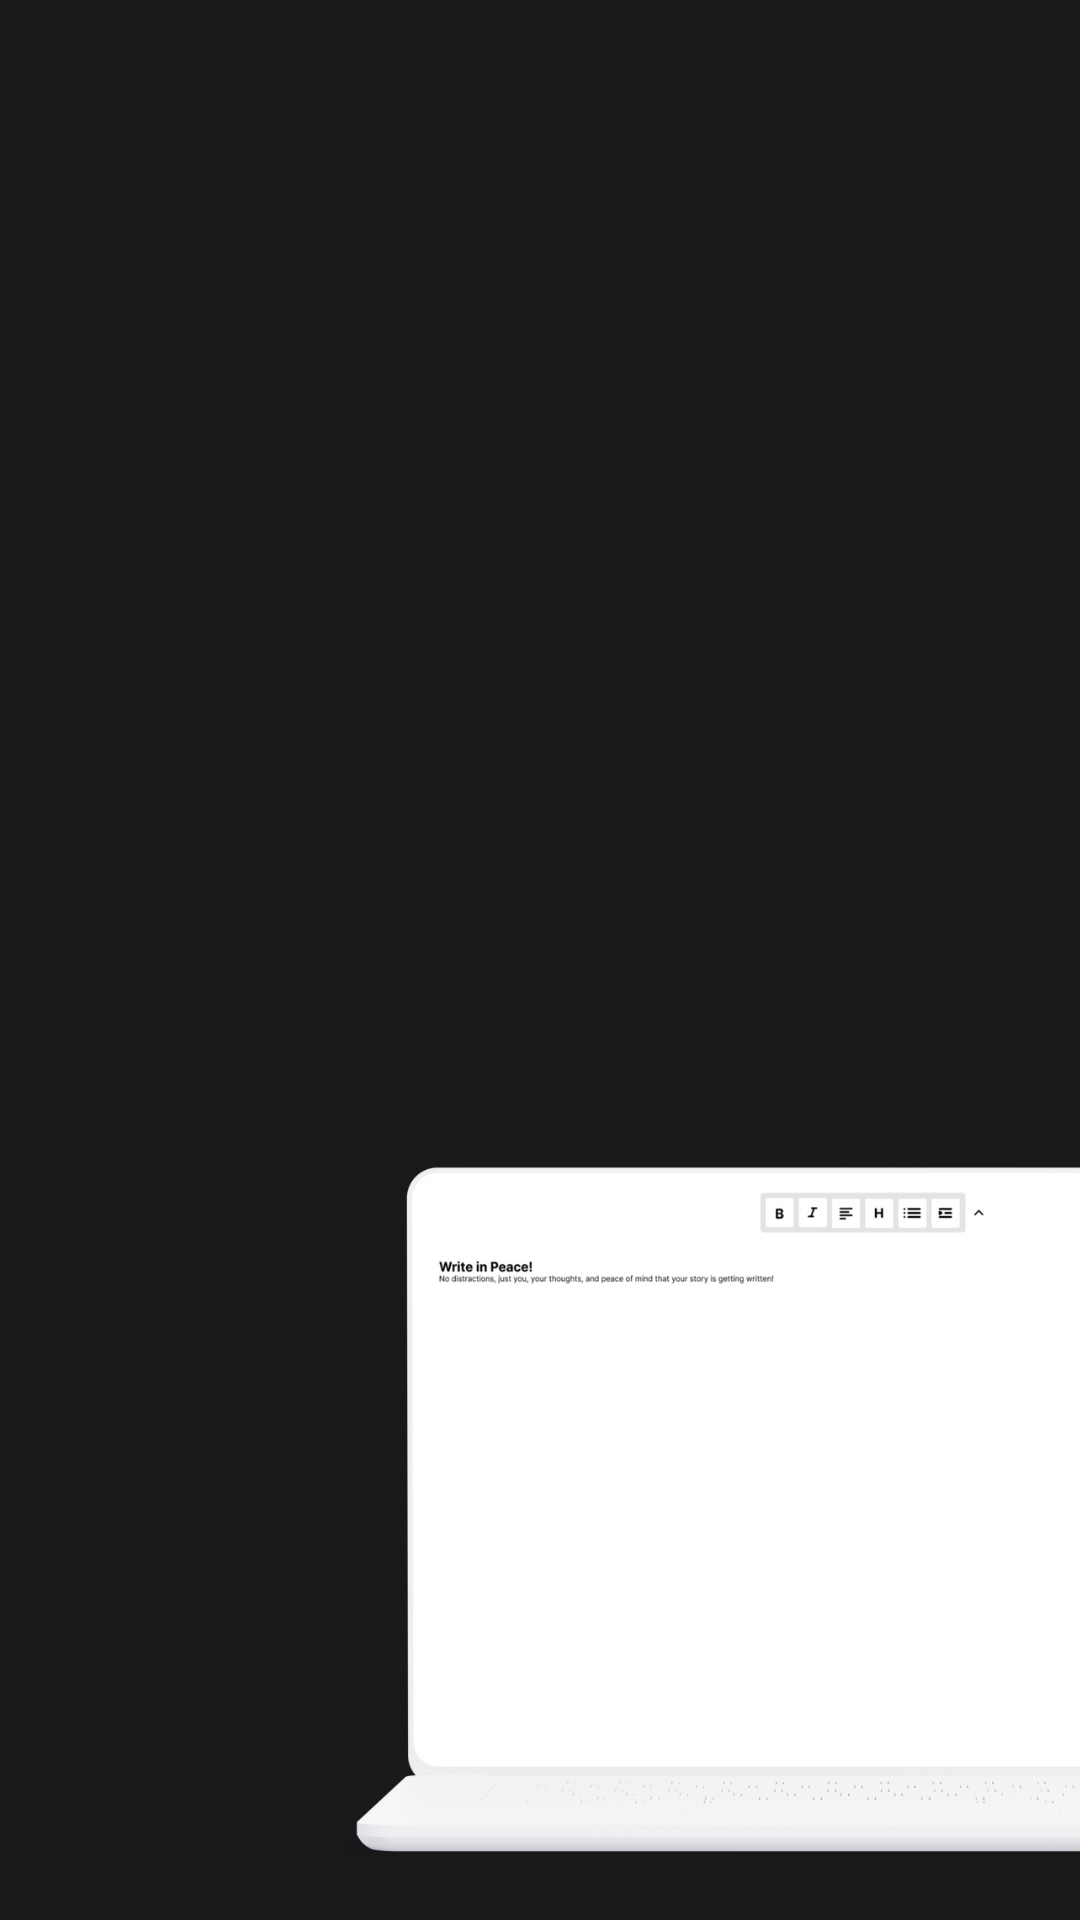 B I H
Write in Peace!
No distractions, just you, your thoughts, and peace of mind that your story is getting written!